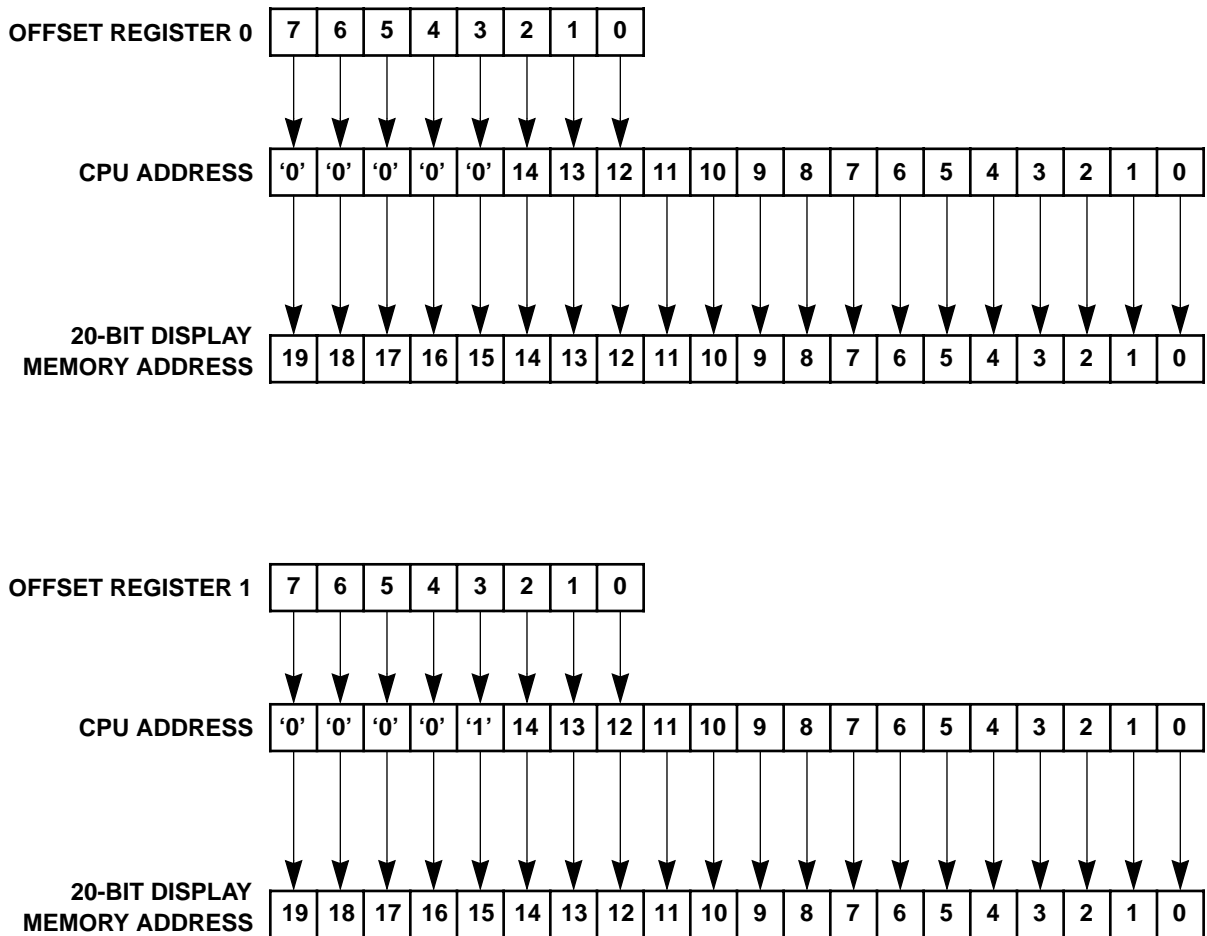 OFFSET REGISTER 0 7 6 5 4 3 2 1 0
CPU ADDRESS ‘0’ ‘0’ ‘0’ ‘0’ ‘0’ 14 13 12 11 10 9 8 7 6 5 4 3 2 1 0
20-BIT DISPLAY
MEMORY ADDRESS 19 18 17 16 15 14 13 12 11 10 9 8 7 6 5 4 3 2 1 0
OFFSET REGISTER 1 7 6 5 4 3 2 1 0
CPU ADDRESS ‘0’ ‘0’ ‘0’ ‘0’ ‘1’ 14 13 12 11 10 9 8 7 6 5 4 3 2 1 0
20-BIT DISPLAY
MEMORY ADDRESS 19 18 17 16 15 14 13 12 11 10 9 8 7 6 5 4 3 2 1 0